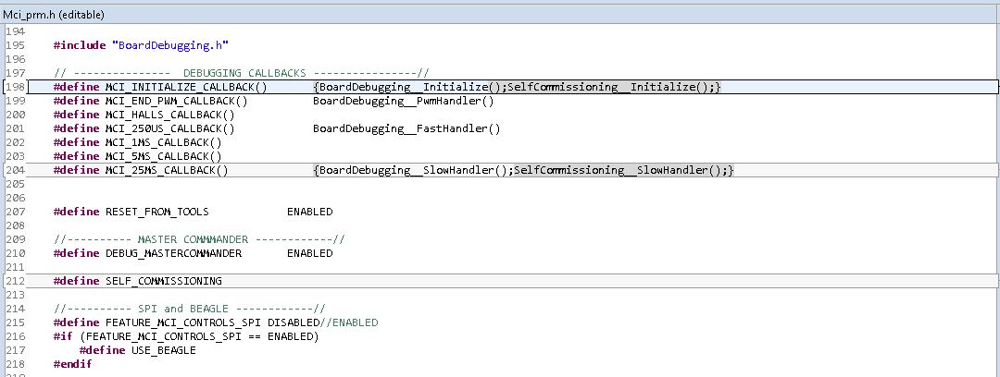 Mci_prm.h (editable)
194
195 #include "BoardDebugging.h"
196
197 // --------------- DEBUGGING CALLBACKS ----------------//
198 #define MCI_INITIALIZE_CALLBACK() {BoardDebugging__Initialize();SelfCommissioning__Initialize();}
199 #define MCI_END_PWM_CALLBACK() BoardDebugging__PwmHandler()
200 #define MCI_HALLS_CALLBACK()
201 #define MCI_250US_CALLBACK() BoardDebugging__FastHandler()
202 #define MCI_1MS_CALLBACK()
203 #define MCI_5MS_CALLBACK()
204 #define MCI_25MS_CALLBACK() {BoardDebugging__SlowHandler();SelfCommissioning__SlowHandler();}
205
206
207 #define RESET_FROM_TOOLS ENABLED
208
209 //---------- MASTER COMMMANDER ------------//
210 #define DEBUG_MASTERCOMMANDER ENABLED
211
212 #define SELF_COMMISSIONING
213
214 //---------- SPI and BEAGLE ------------//
215 #define FEATURE_MCI_CONTROLS_SPI DISABLED//ENABLED
216 #if (FEATURE_MCI_CONTROLS_SPI == ENABLED)
217 #define USE_BEAGLE
218 #endif